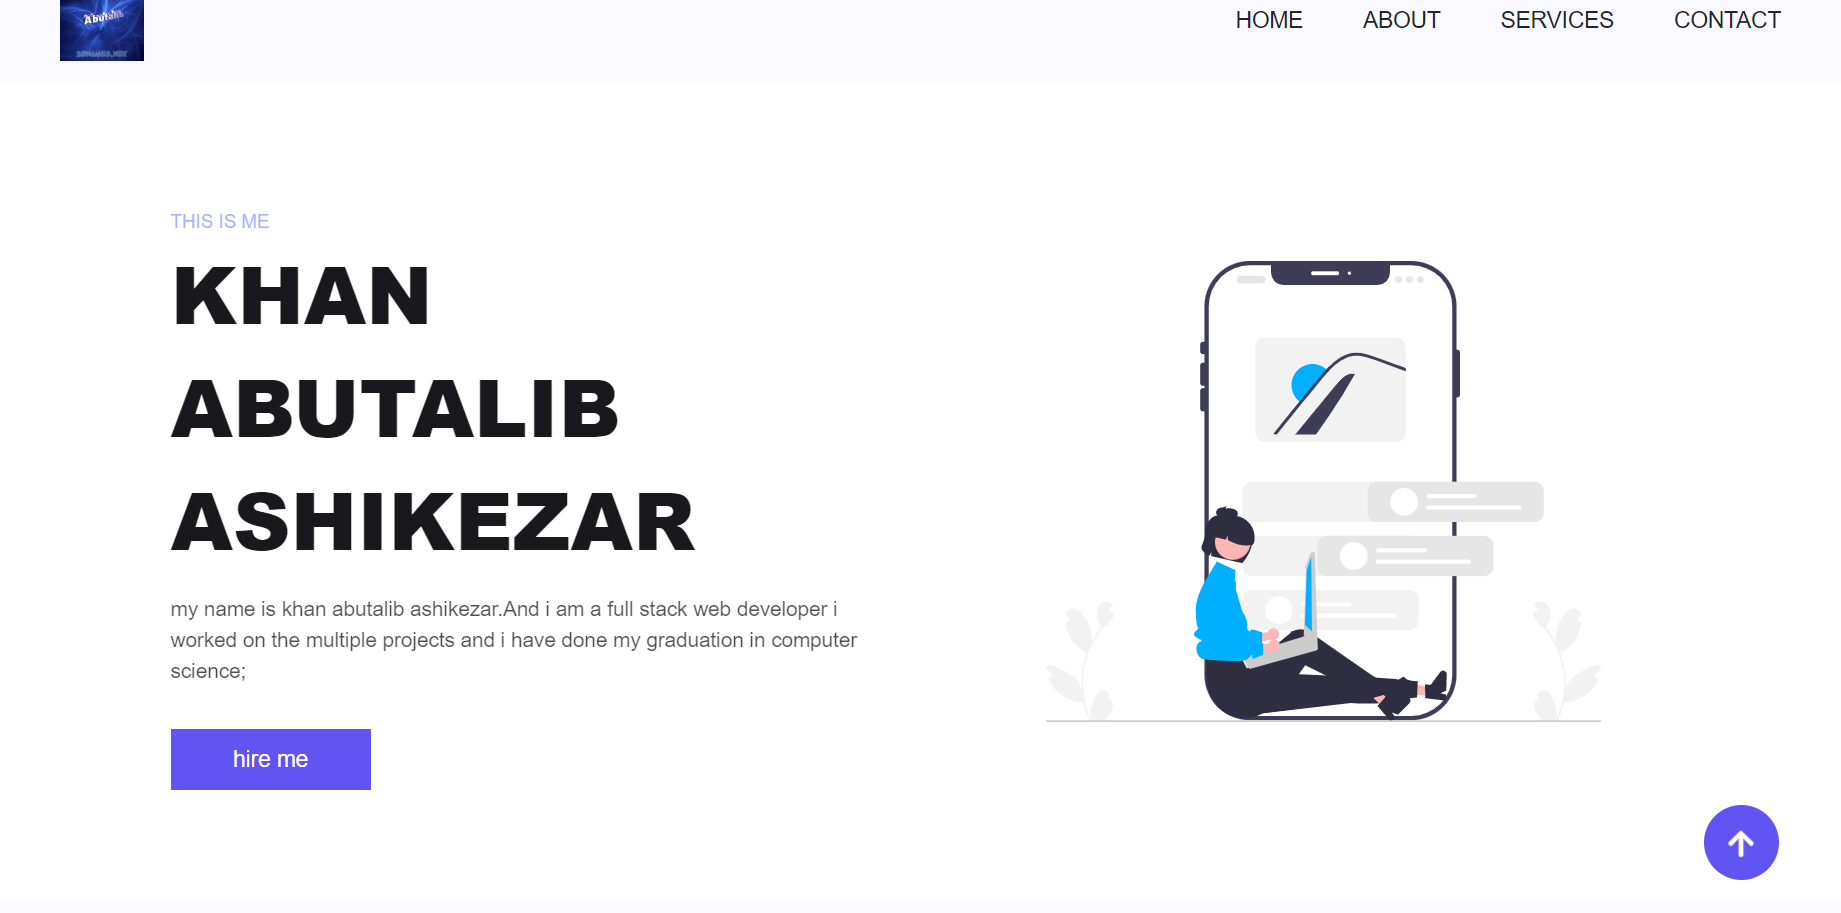 Abutalib
3DNAMES.NET
HOME ABOUT SERVICES CONTACT
THIS IS ME
KHAN
ABUTALIB
ASHIKEZAR
my name is khan abutalib ashikezar.And i am a full stack web developer i
worked on the multiple projects and i have done my graduation in computer
science;
hire me